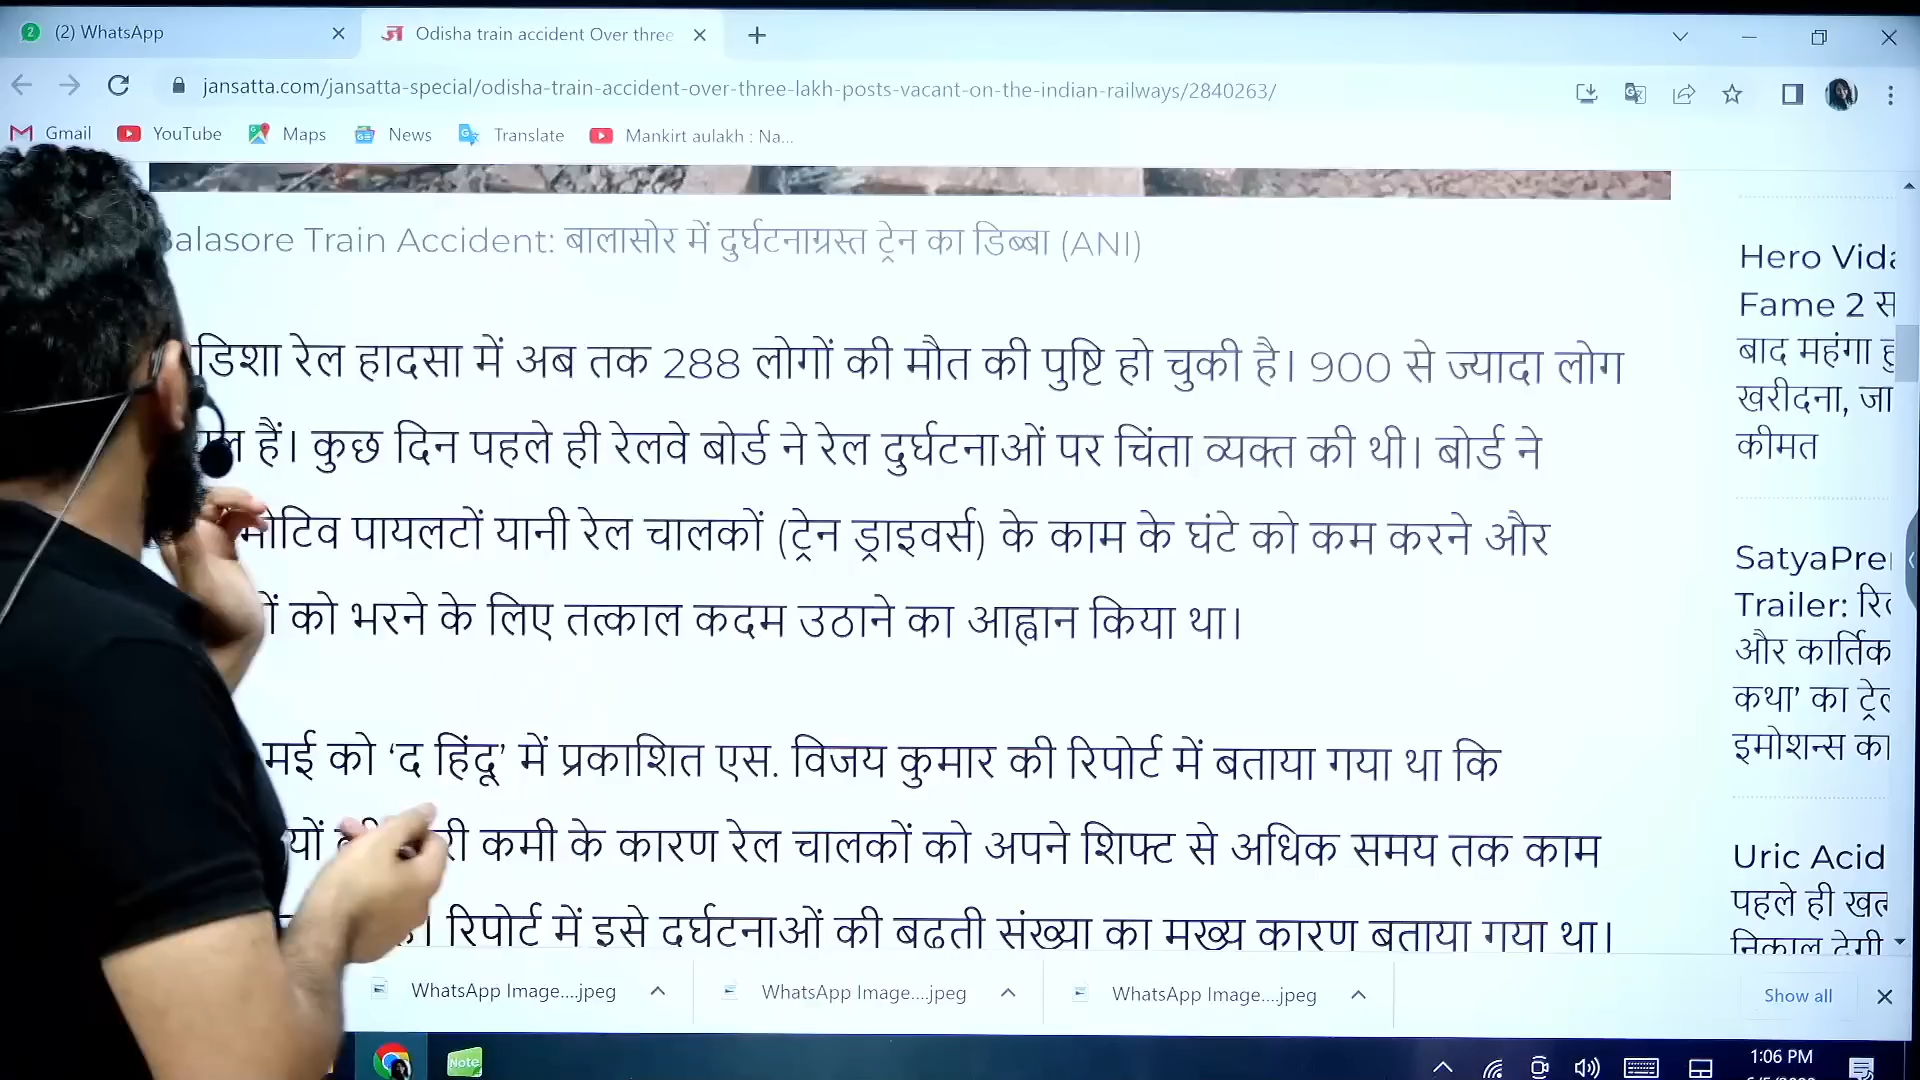 (2) WhatsApp
Odisha train accident Over three
jansatta.com/jansatta-special/odisha-train-accident-over-three-lakh-posts-vacant-on-the-indian-railways/2840263/
Gmail YouTube Maps News Translate Mankirt aulakh : Na...
alasore Train Accident: बालासोर में दुर्घटनाग्रस्त ट्रेन का डिब्बा (ANI)
डिशा रेल हादसा में अब तक 288 लोगों की मौत की पुष्टि हो चुकी है। 900 से ज्यादा लोग
हैं। कुछ दिन पहले ही रेलवे बोर्ड ने रेल दुर्घटनाओं पर चिंता व्यक्त की थी। बोर्ड ने
मोटिव पायलटों यानी रेल चालकों (ट्रेन ड्राइवर्स) के काम के घंटे को कम करने और
को भरने के लिए तत्काल कदम उठाने का आह्वान किया था।
मई को ‘द हिंदू’ में प्रकाशित एस. विजय कुमार की रिपोर्ट में बताया गया था कि
यों री कमी के कारण रेल चालकों को अपने शिफ्ट से अधिक समय तक काम
। रिपोर्ट में इसे दुर्घटनाओं की बढ़ती संख्या का मुख्य कारण बताया गया था।
Hero Vida
Fame 2 स
बाद महंगा हु
खरीदना, जा
कीमत
SatyaPre
Trailer: रि
और कार्तिक
कथा’ का ट्रे
इमोशन्स का
Uric Acid
पहले ही खत
निकाल देगी
WhatsApp Image....jpeg
WhatsApp Image....jpeg
WhatsApp Image....jpeg
Show all
Note
1:06 PM